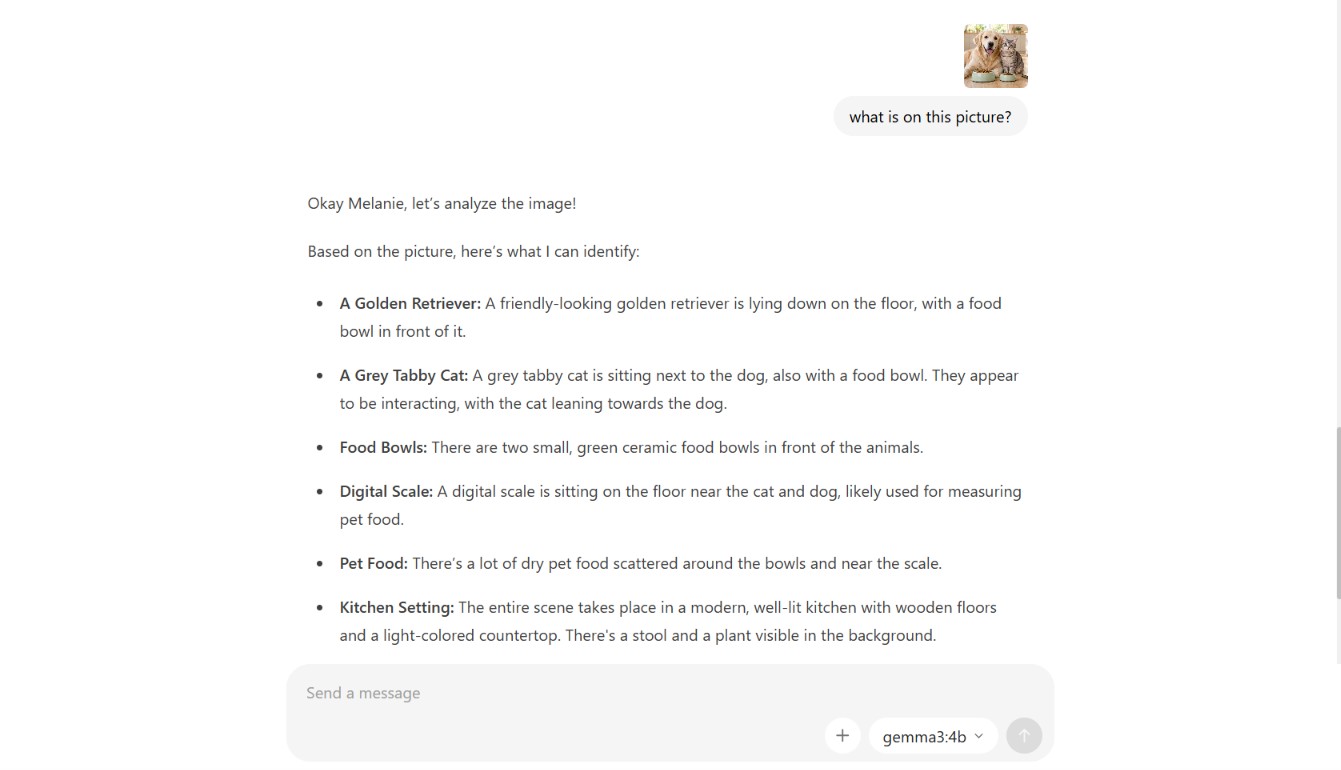 what is on this picture?
Okay Melanie, let’s analyze the image!
Based on the picture, here’s what I can identify:
• A Golden Retriever: A friendly-looking golden retriever is lying down on the floor, with a food
bowl in front of it.
• A Grey Tabby Cat: A grey tabby cat is sitting next to the dog, also with a food bowl. They appear
to be interacting, with the cat leaning towards the dog.
• Food Bowls: There are two small, green ceramic food bowls in front of the animals.
• Digital Scale: A digital scale is sitting on the floor near the cat and dog, likely used for measuring
pet food.
• Pet Food: There’s a lot of dry pet food scattered around the bowls and near the scale.
• Kitchen Setting: The entire scene takes place in a modern, well-lit kitchen with wooden floors
and a light-colored countertop. There’s a stool and a plant visible in the background.
Send a message
gemma3:4b